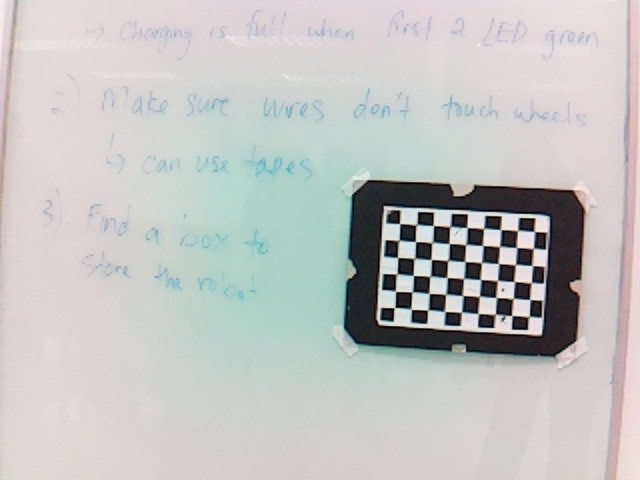 ↳ Charging is full when first 2 LED green
2) Make sure wires don't touch wheels
↳ can use tapes
3) Find a box to
store the robot